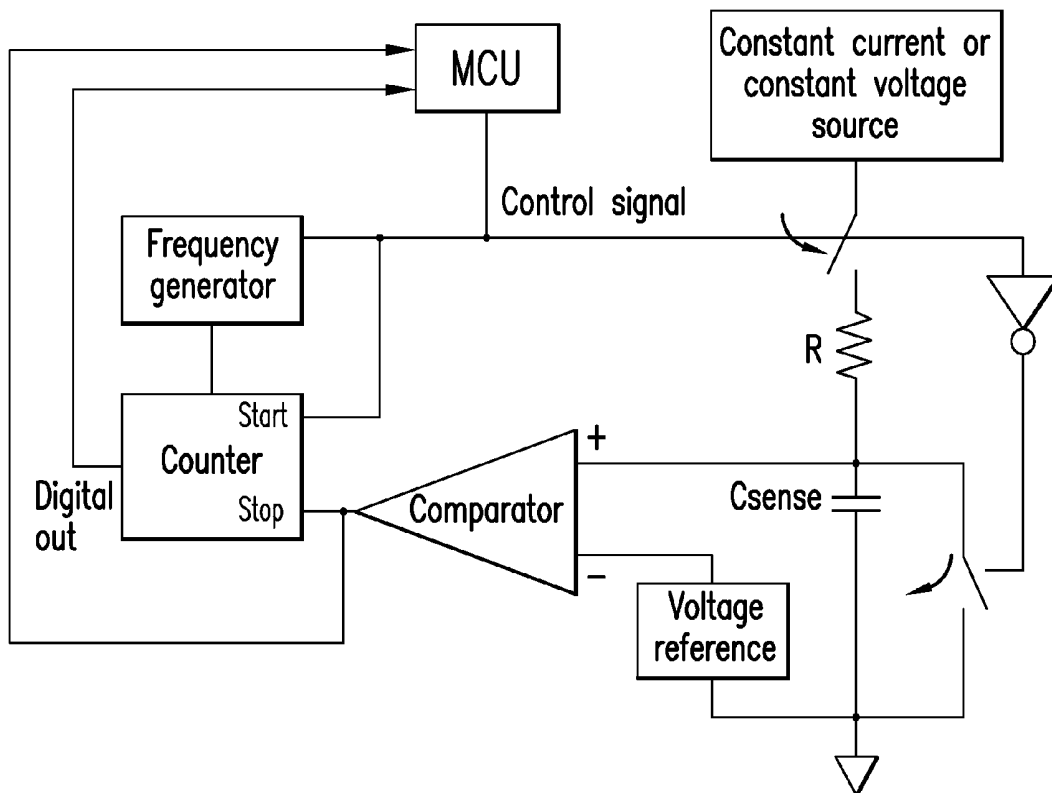 MCU
Constant current or
constant voltage
source
Control signal
Frequency
generator
R
Start
Counter
Stop
Digital
out
Comparator
+
−
Csense
Voltage
reference